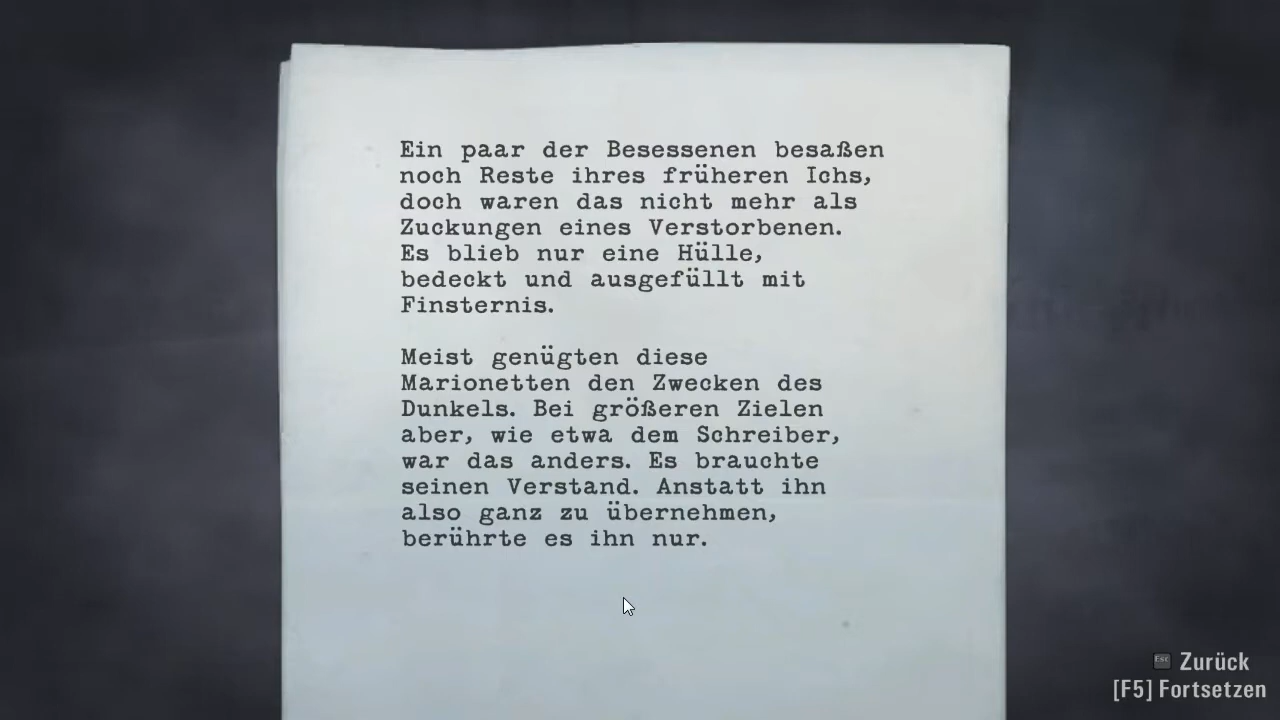 Ein paar der Besessenen besaßen
noch Reste ihres früheren Ichs,
doch waren das nicht mehr als
Zuckungen eines Verstorbenen.
Es blieb nur eine Hülle,
bedeckt und ausgefüllt mit
Finsternis.
Meist genügten diese
Marionetten den Zwecken des
Dunkels. Bei größeren Zielen
aber, wie etwa dem Schreiber,
war das anders. Es brauchte
seinen Verstand. Anstatt ihn
also ganz zu übernehmen,
berührte es ihn nur.
Esc Zurück
[F5] Fortsetzen